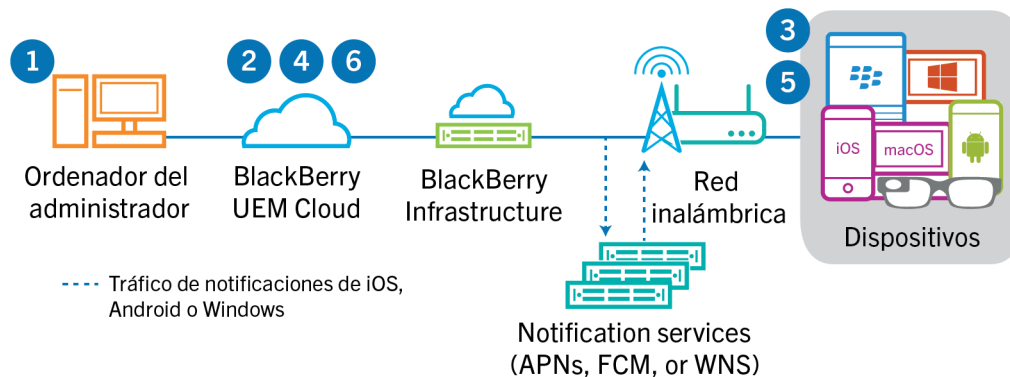 1
2 4 6
3
5
iOS
macOS
Ordenador del
administrador
BlackBerry
UEM Cloud
BlackBerry
Infrastructure
Red
inalámbrica
Dispositivos
Tráfico de notificaciones de iOS,
Android o Windows
Notification services
(APNs, FCM, or WNS)